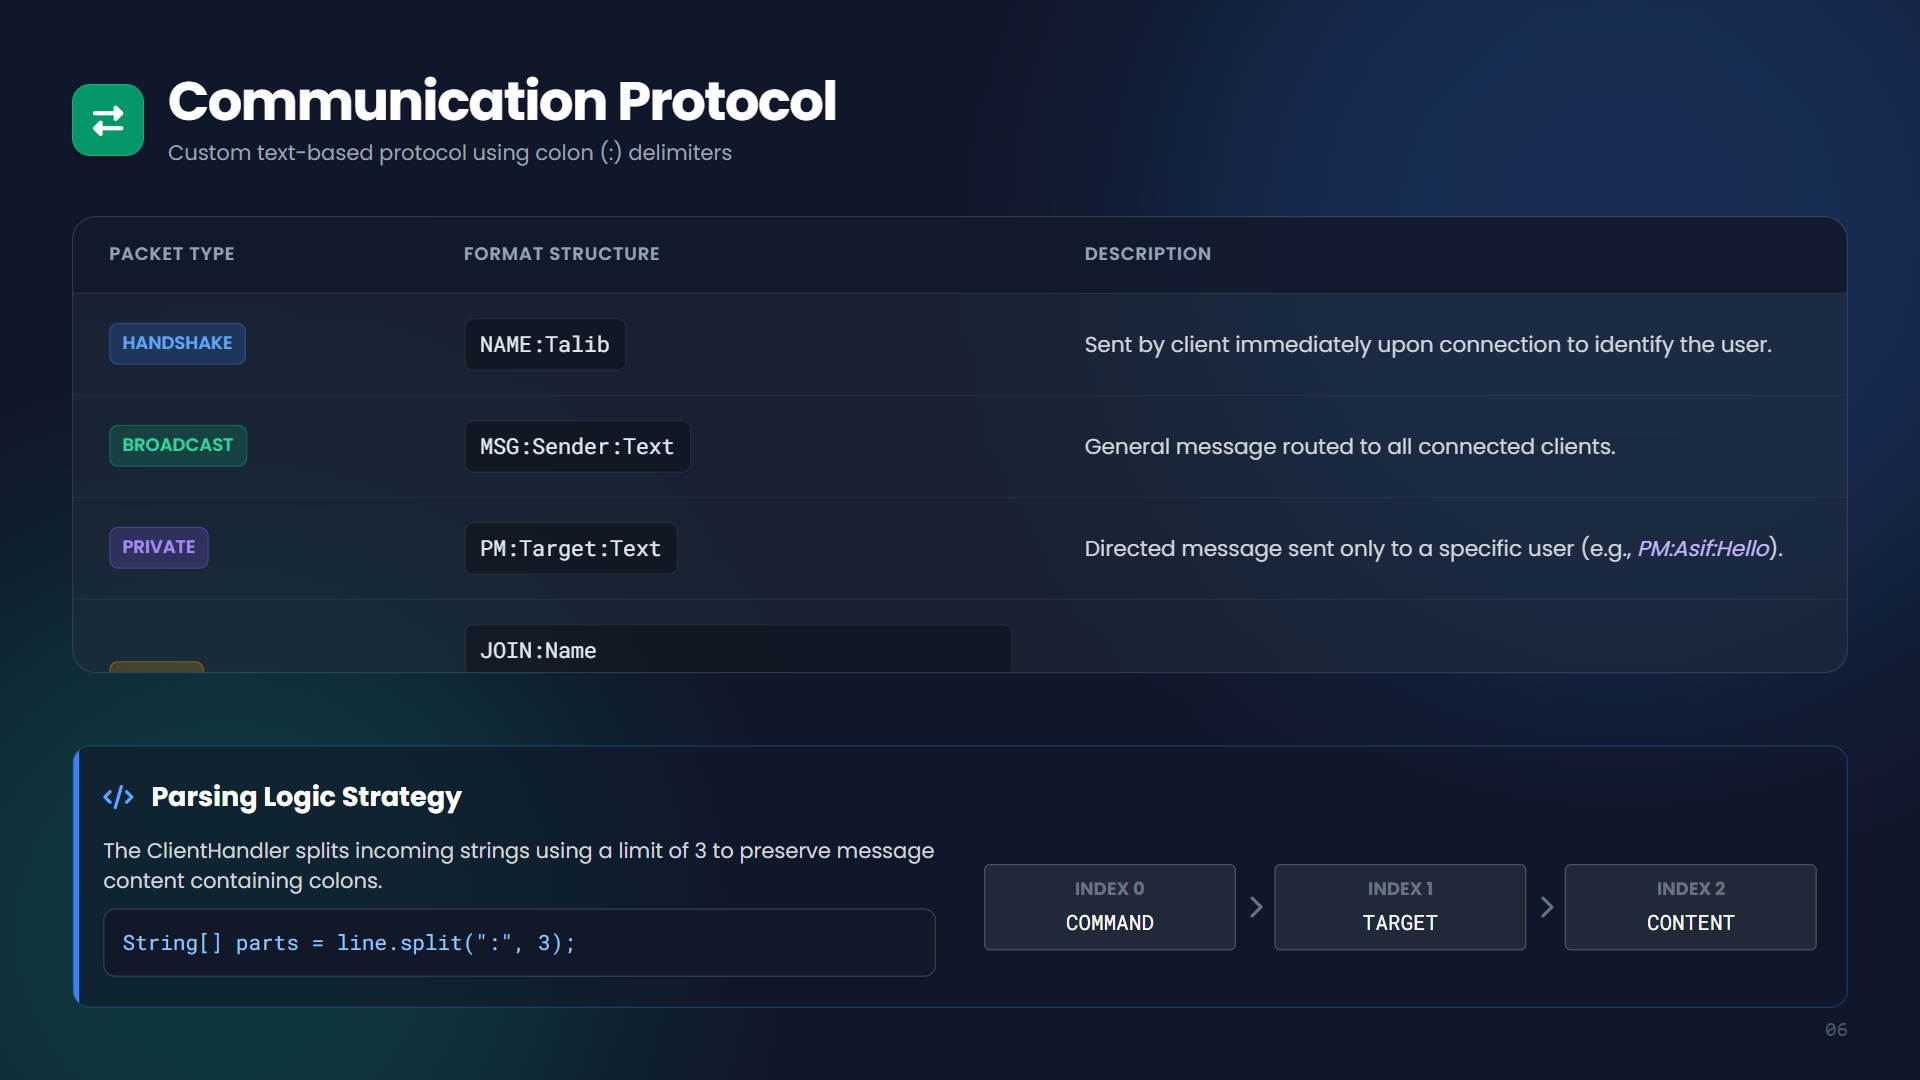 Communication Protocol
Custom text-based protocol using colon (:) delimiters
PACKET TYPE FORMAT STRUCTURE DESCRIPTION
HANDSHAKE NAME:Talib Sent by client immediately upon connection to identify the user.
BROADCAST MSG:Sender:Text General message routed to all connected clients.
PRIVATE PM:Target:Text Directed message sent only to a specific user (e.g., PM:Asif:Hello).
JOIN:Name
</> Parsing Logic Strategy
The ClientHandler splits incoming strings using a limit of 3 to preserve message
content containing colons.
String[] parts = line.split(":", 3);
INDEX 0
COMMAND
INDEX 1
TARGET
INDEX 2
CONTENT
06